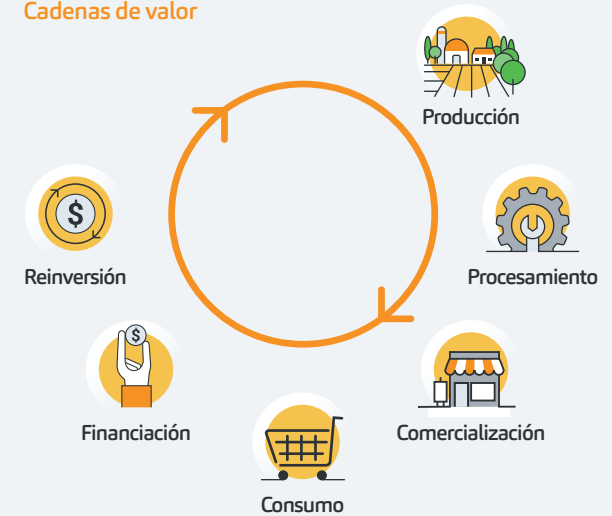 Cadenas de valor
Producción
Procesamiento
Comercialización
Consumo
Financiación
Reinversión
$
$